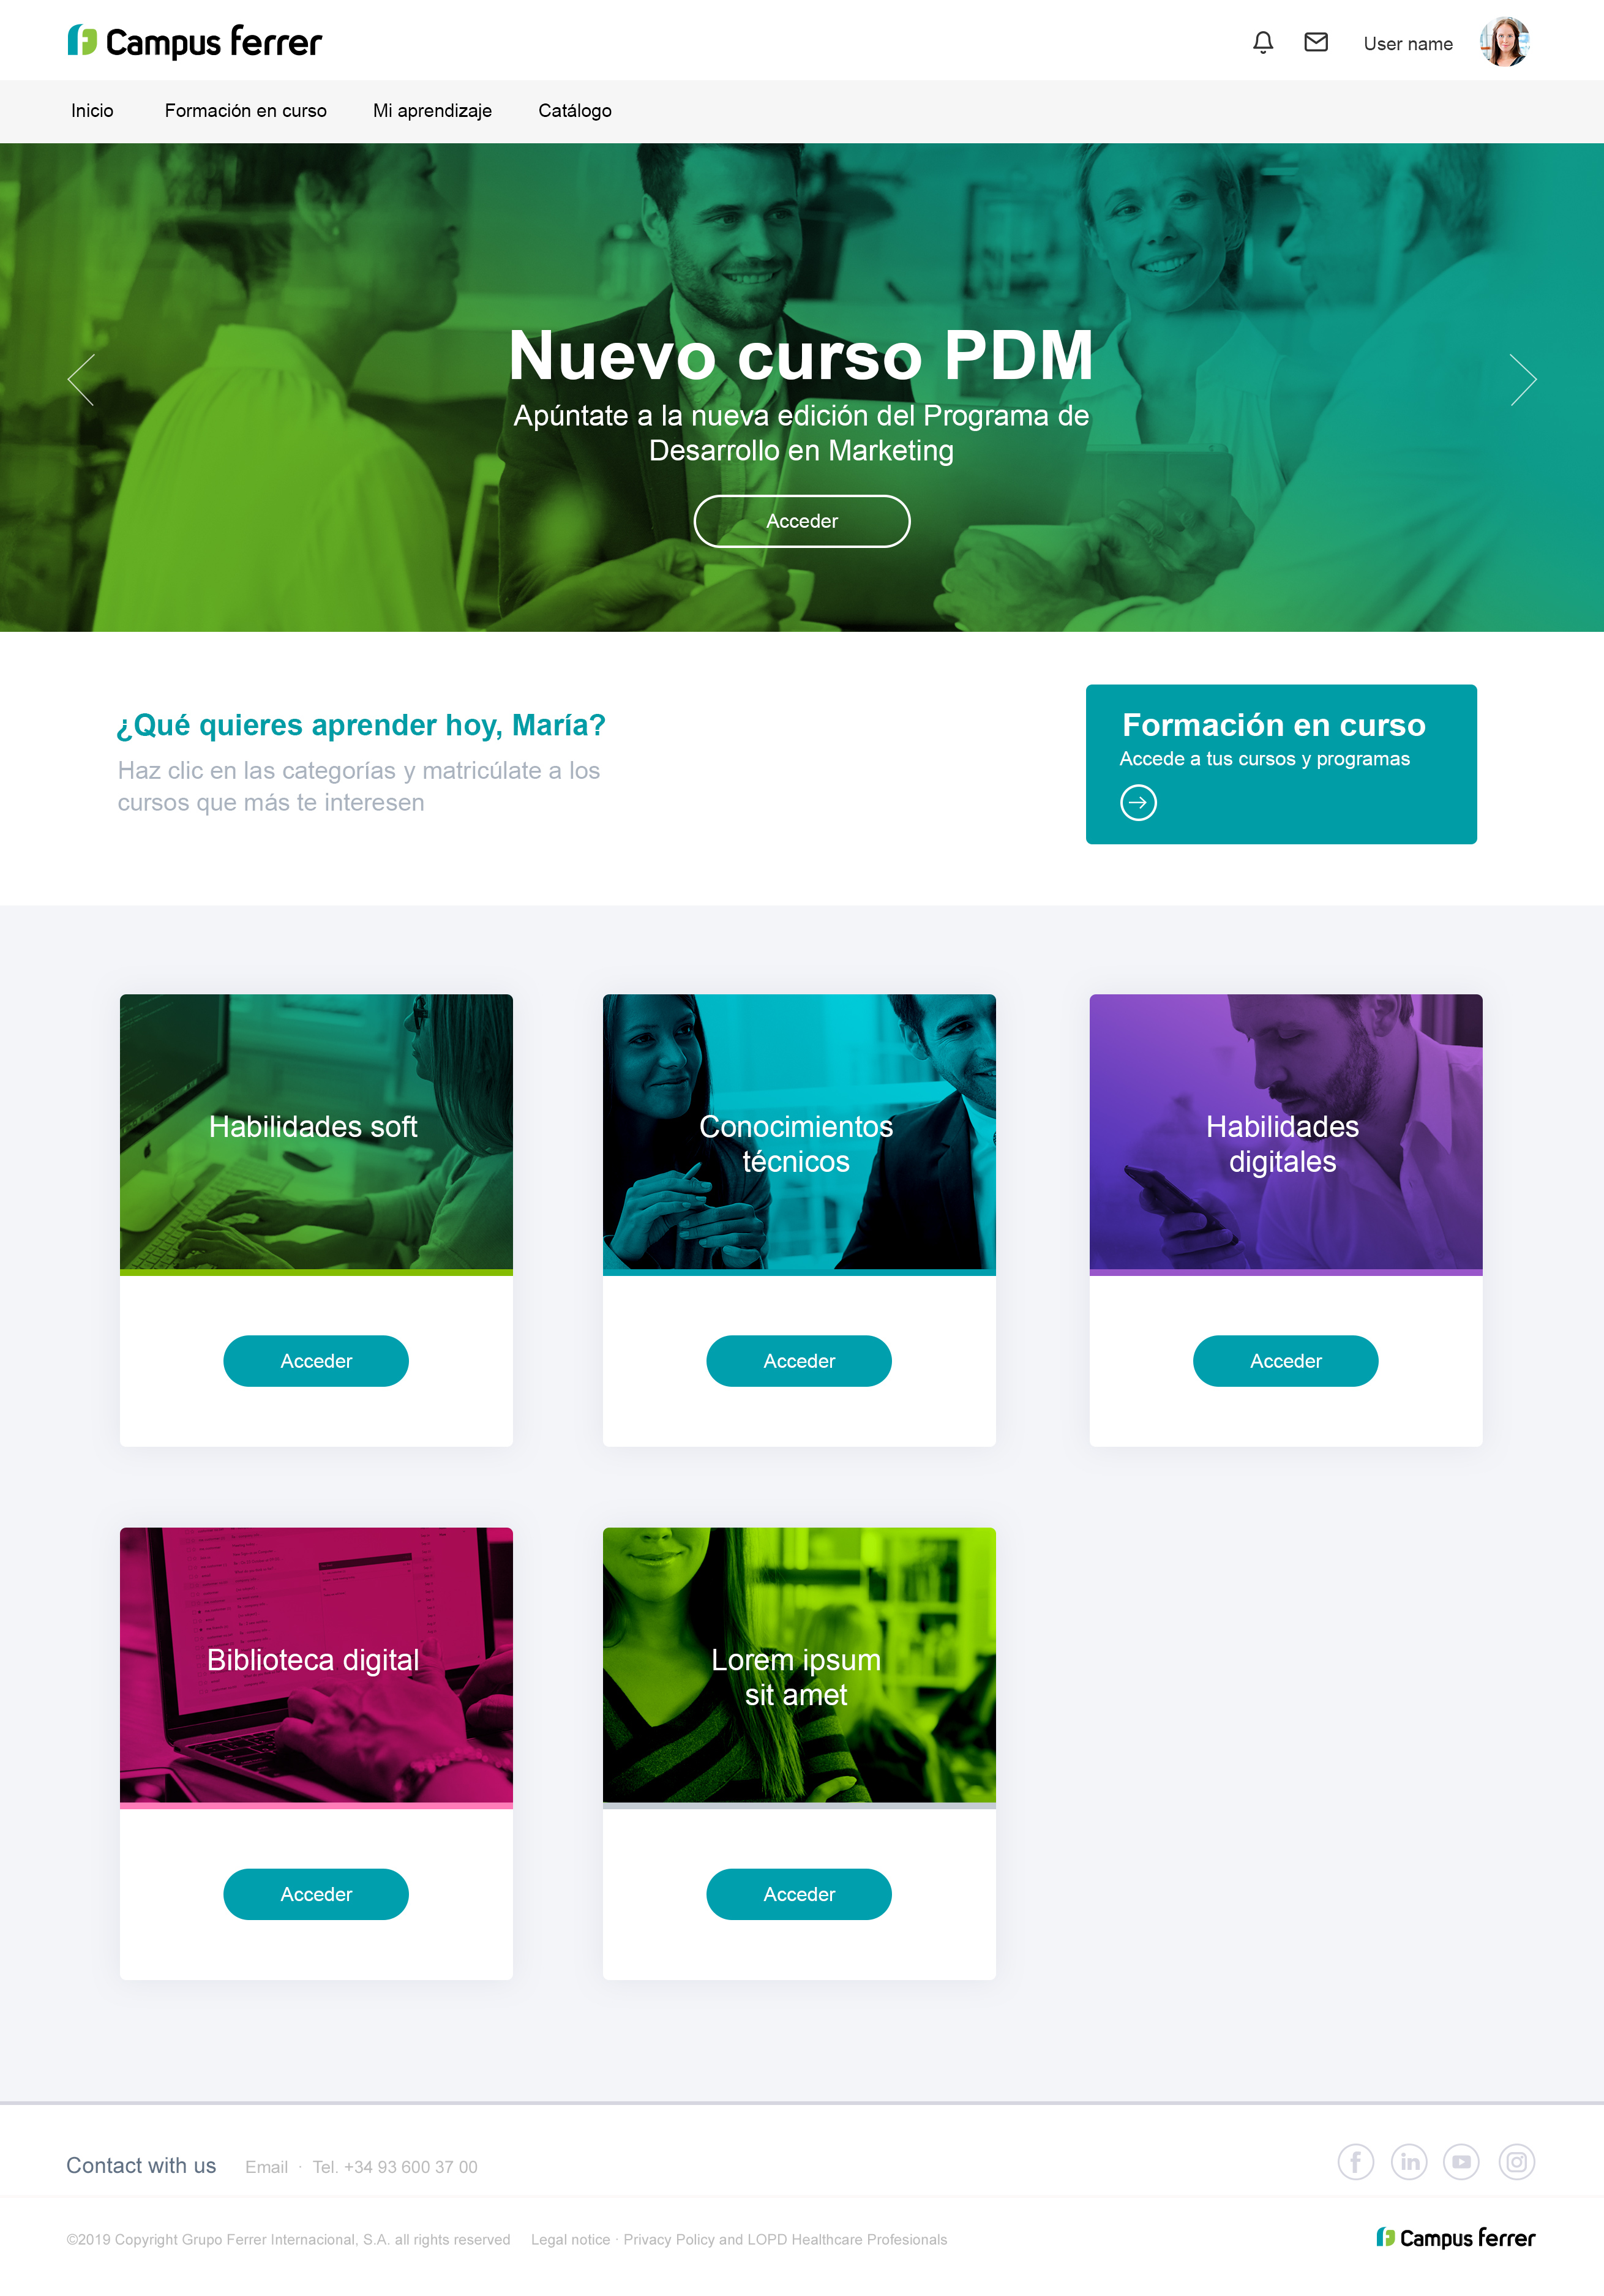 Campus ferrer
User name
Inicio Formación en curso Mi aprendizaje Catálogo
Nuevo curso PDM
Apúntate a la nueva edición del Programa de
Desarrollo en Marketing
Acceder
¿Qué quieres aprender hoy, María?
Haz clic en las categorías y matricúlate a los
cursos que más te interesen
Formación en curso
Accede a tus cursos y programas
Habilidades soft
Acceder
Conocimientos
técnicos
Acceder
Habilidades
digitales
Acceder
Biblioteca digital
Acceder
Lorem ipsum
sit amet
Acceder
Contact with us Email · Tel. +34 93 600 37 00
©2019 Copyright Grupo Ferrer Internacional, S.A. all rights reserved Legal notice · Privacy Policy and LOPD Healthcare Profesionals
Campus ferrer